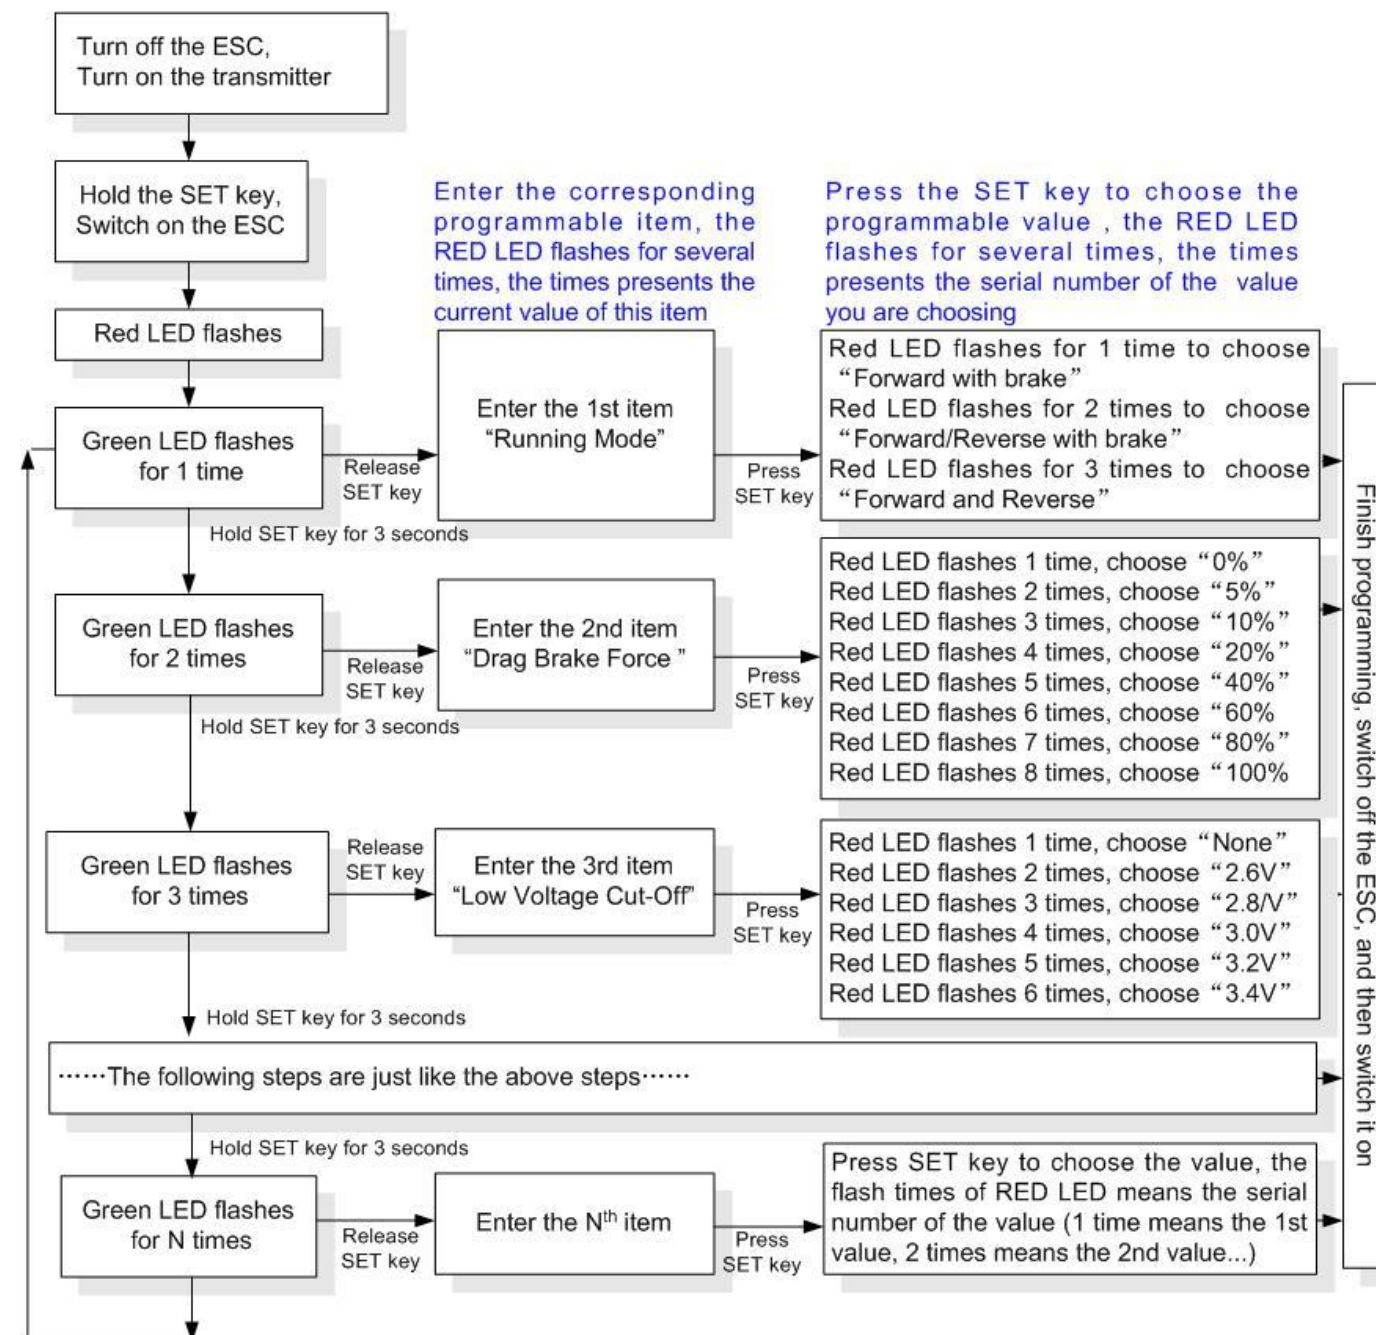 Turn off the ESC,
Turn on the transmitter
Hold the SET key,
Switch on the ESC
Red LED flashes
Enter the corresponding
programmable item, the
RED LED flashes for several
times, the times presents the
current value of this item
Press the SET key to choose the
programmable value , the RED LED
flashes for several times, the times
presents the serial number of the value
you are choosing
Green LED flashes
for 1 time
Release
SET key
Enter the 1st item
“Running Mode”
Press
SET key
Red LED flashes for 1 time to choose
“Forward with brake”
Red LED flashes for 2 times to choose
“Forward/Reverse with brake”
Red LED flashes for 3 times to choose
“Forward and Reverse”
Hold SET key for 3 seconds
Green LED flashes
for 2 times
Release
SET key
Enter the 2nd item
“Drag Brake Force ”
Press
SET key
Red LED flashes 1 time, choose “0%”
Red LED flashes 2 times, choose “5%”
Red LED flashes 3 times, choose “10%”
Red LED flashes 4 times, choose “20%”
Red LED flashes 5 times, choose “40%”
Red LED flashes 6 times, choose “60%
Red LED flashes 7 times, choose “80%”
Red LED flashes 8 times, choose “100%
Hold SET key for 3 seconds
Green LED flashes
for 3 times
Release
SET key
Enter the 3rd item
“Low Voltage Cut-Off”
Press
SET key
Red LED flashes 1 time, choose “None”
Red LED flashes 2 times, choose “2.6V”
Red LED flashes 3 times, choose “2.8/V”
Red LED flashes 4 times, choose “3.0V”
Red LED flashes 5 times, choose “3.2V”
Red LED flashes 6 times, choose “3.4V”
Hold SET key for 3 seconds
······The following steps are just like the above steps······
Hold SET key for 3 seconds
Green LED flashes
for N times
Release
SET key
Enter the Nth item
Press
SET key
Press SET key to choose the value, the
flash times of RED LED means the serial
number of the value (1 time means the 1st
value, 2 times means the 2nd value...)
Finish programming, switch off the ESC, and then switch it on